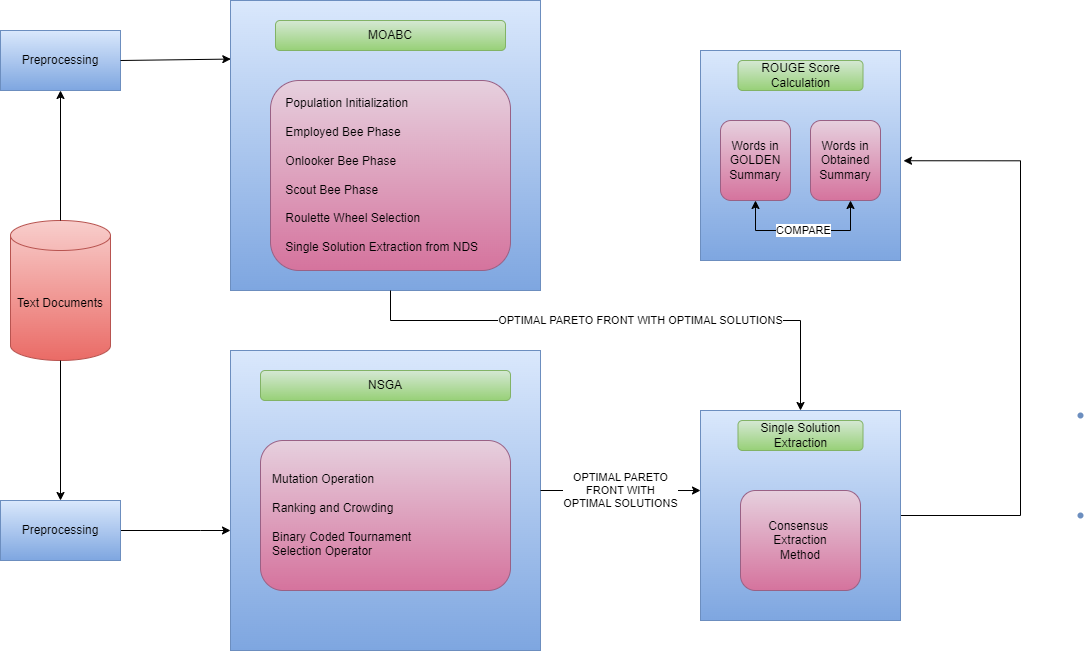 Preprocessing
MOABC
Population Initialization
Employed Bee Phase
Onlooker Bee Phase
Scout Bee Phase
Roulette Wheel Selection
Single Solution Extraction from NDS
ROUGE Score
Calculation
Words in
GOLDEN
Summary
Words in
Obtained
Summary
COMPARE
Text Documents
OPTIMAL PARETO FRONT WITH OPTIMAL SOLUTIONS
NSGA
Mutation Operation
Ranking and Crowding
Binary Coded Tournament
Selection Operator
OPTIMAL PARETO
FRONT WITH
OPTIMAL SOLUTIONS
Single Solution
Extraction
Consensus
Extraction
Method
Preprocessing